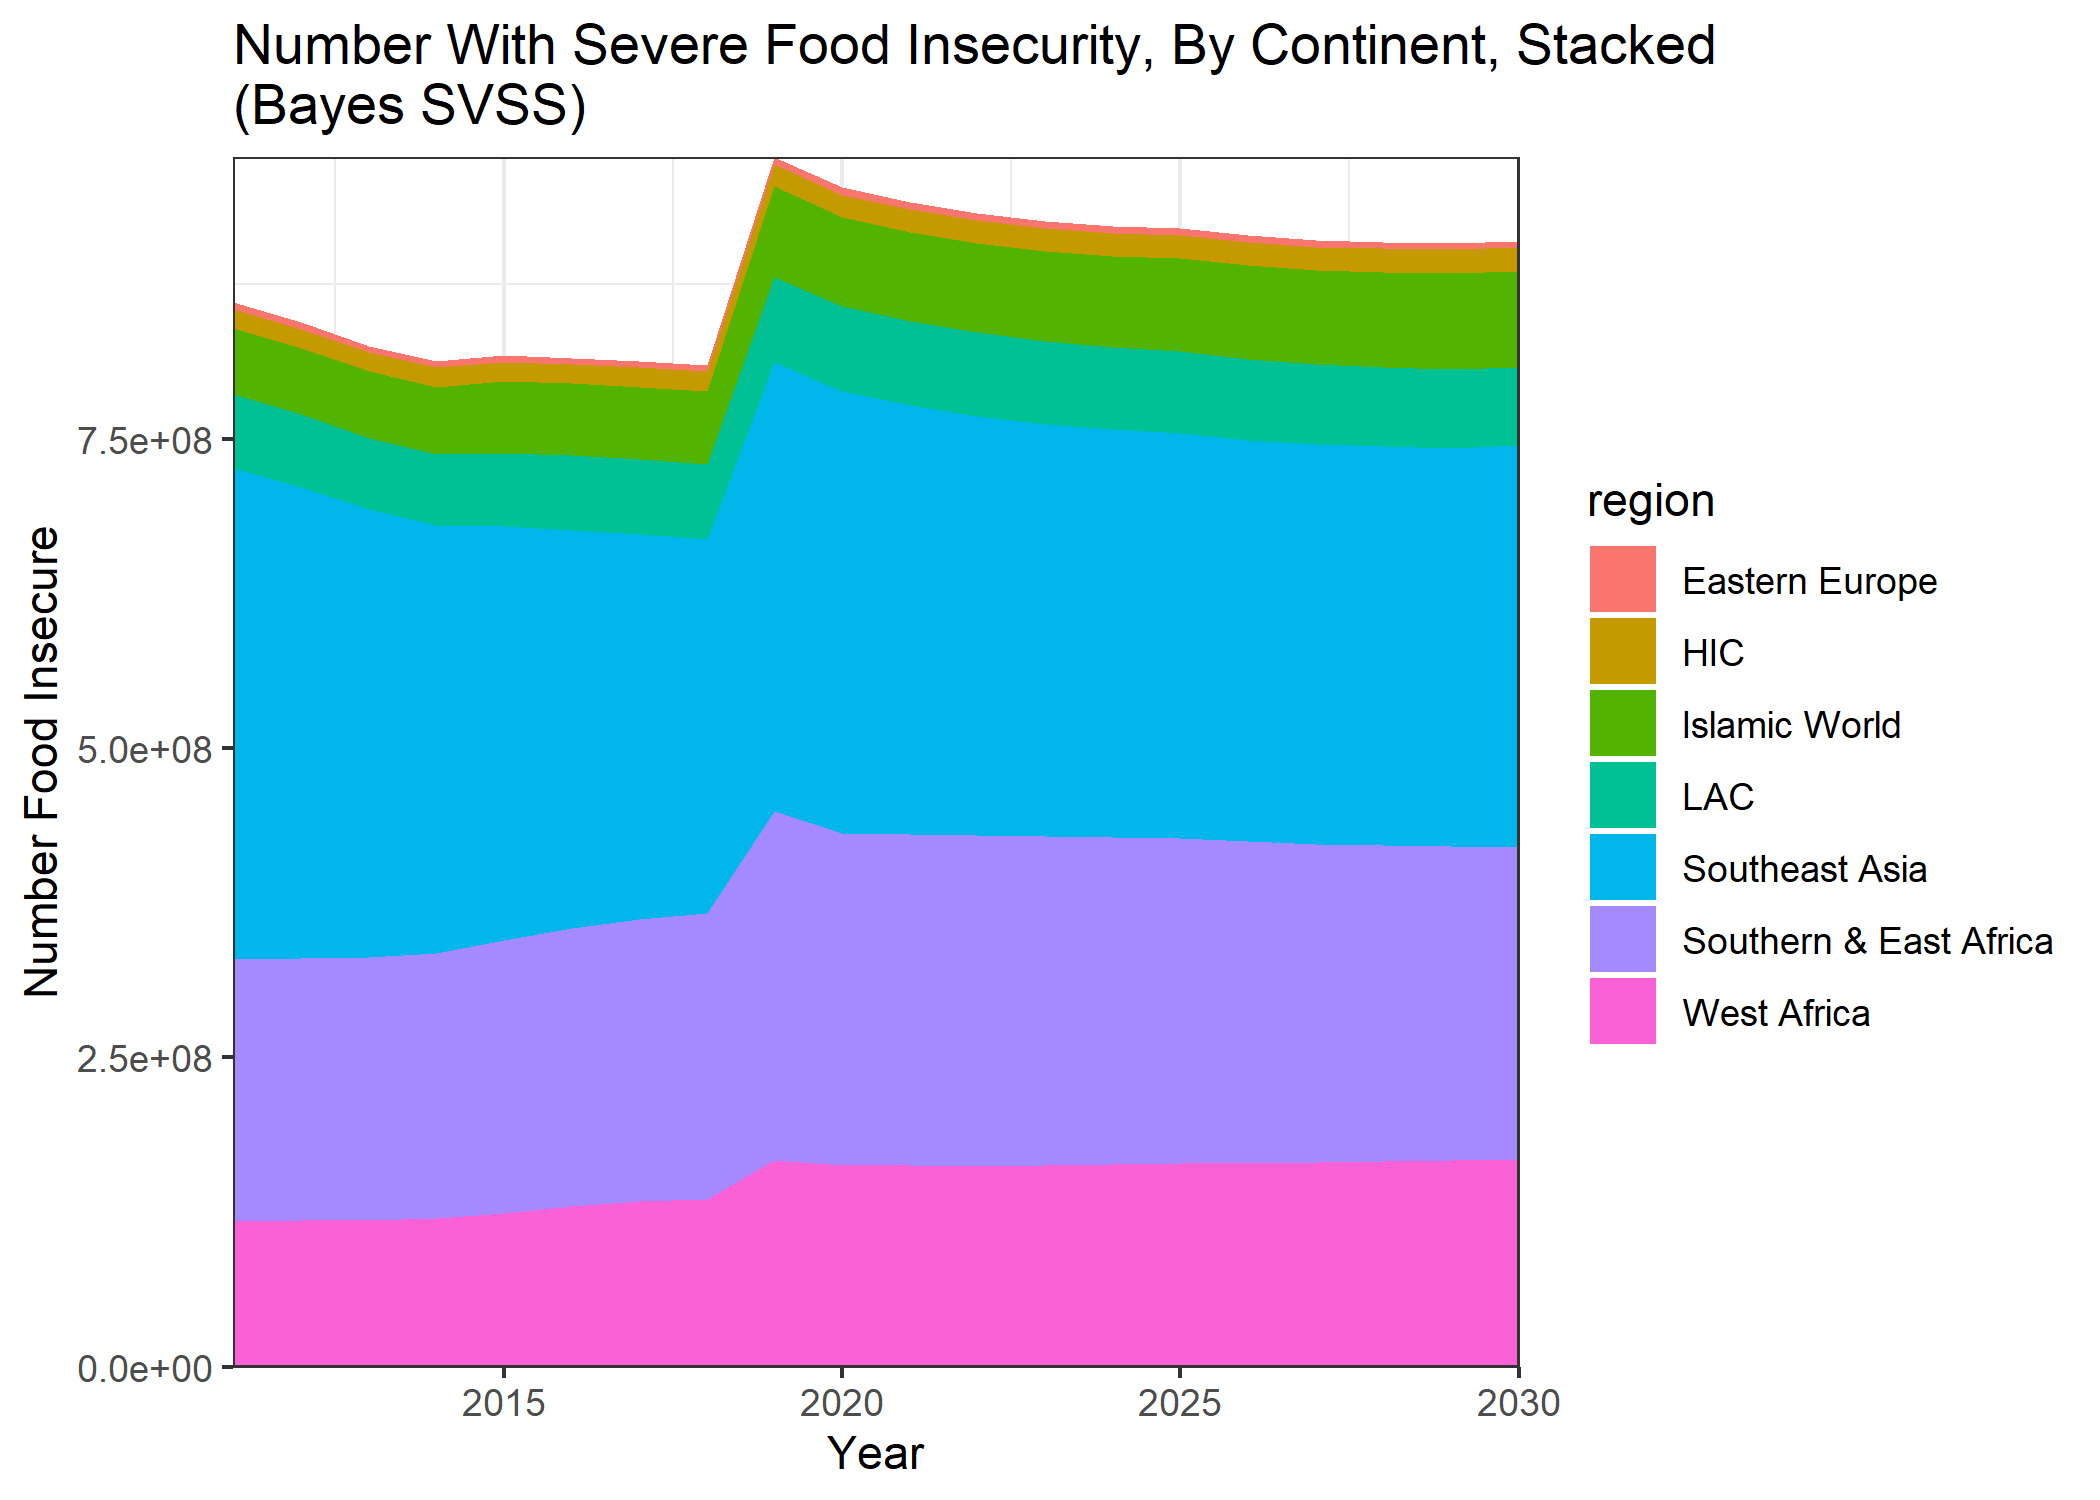 Number With Severe Food Insecurity, By Continent, Stacked
(Bayes SVSS)
Number Food Insecure
7.5e+08
5.0e+08
2.5e+08
0.0e+00
2015
2020
2025
2030
Year
region
Eastern Europe
HIC
Islamic World
LAC
Southeast Asia
Southern & East Africa
West Africa